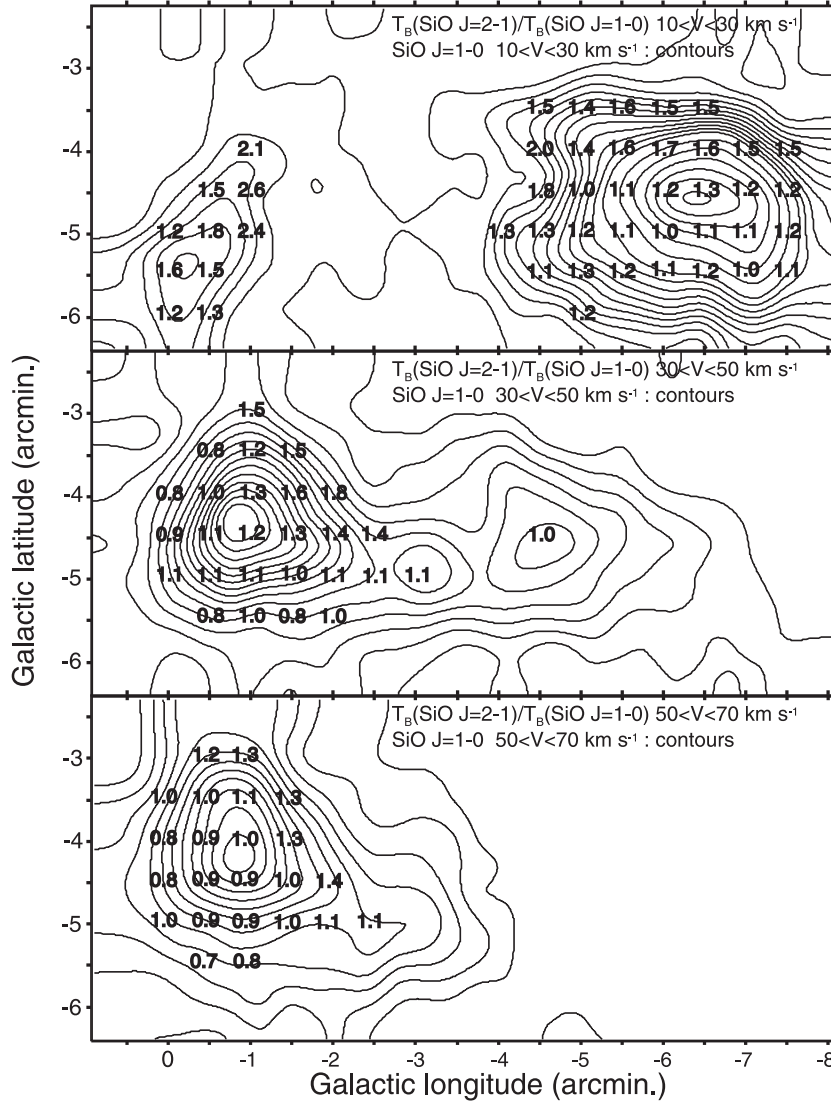 T_B(SiO J=2-1)/T_B(SiO J=1-0) 10<V<30 km s⁻¹
SiO J=1-0 10<V<30 km s⁻¹ : contours
-3
1.5 1.4 1.6 1.5 1.5
-4 2.1 2.0 1.4 1.6 1.7 1.6 1.5 1.5
1.5 2.6 1.8 1.0 1.1 1.2 1.3 1.2 1.2
-5 1.2 1.8 2.4 1.8 1.3 1.2 1.1 1.0 1.1 1.1 1.2
1.6 1.5 1.1 1.3 1.2 1.1 1.2 1.0 1.1
-6 1.2 1.3 1.2
T_B(SiO J=2-1)/T_B(SiO J=1-0) 30<V<50 km s⁻¹
SiO J=1-0 30<V<50 km s⁻¹ : contours
-3 1.5
0.8 1.2 1.5
-4 0.8 1.0 1.3 1.6 1.8
0.9 1.1 1.2 1.3 1.4 1.4 1.0
-5 1.1 1.1 1.1 1.0 1.1 1.1 1.1
0.8 1.0 0.8 1.0
-6
Galactic latitude (arcmin.)
T_B(SiO J=2-1)/T_B(SiO J=1-0) 50<V<70 km s⁻¹
SiO J=1-0 50<V<70 km s⁻¹ : contours
-3 1.2 1.3
1.0 1.0 1.1 1.3
-4 0.8 0.9 1.0 1.3
0.8 0.9 0.9 1.0 1.4
-5 1.0 0.9 0.9 1.0 1.1 1.1
0.7 0.8
-6
0 -1 -2 -3 -4 -5 -6 -7 -8
Galactic longitude (arcmin.)